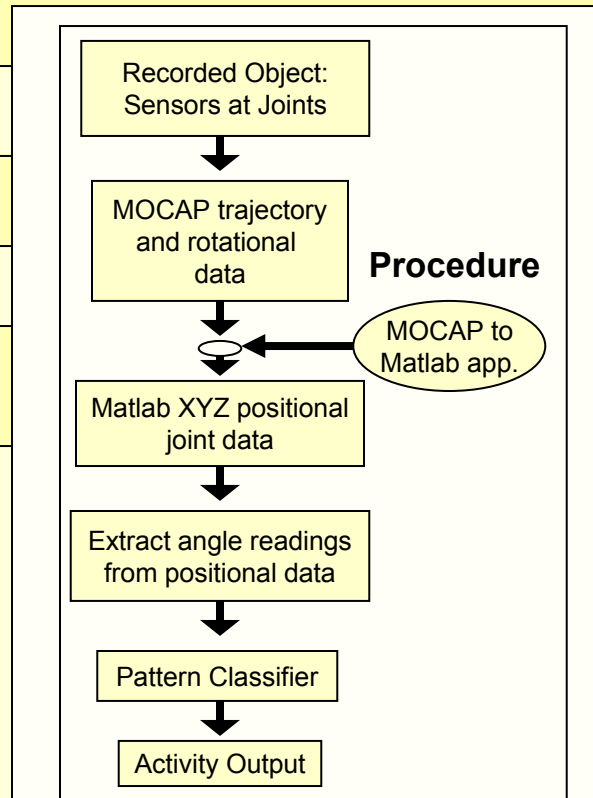 Recorded Object:
Sensors at Joints
MOCAP trajectory
and rotational
data
Procedure
MOCAP to
Matlab app.
Matlab XYZ positional
joint data
Extract angle readings
from positional data
Pattern Classifier
Activity Output